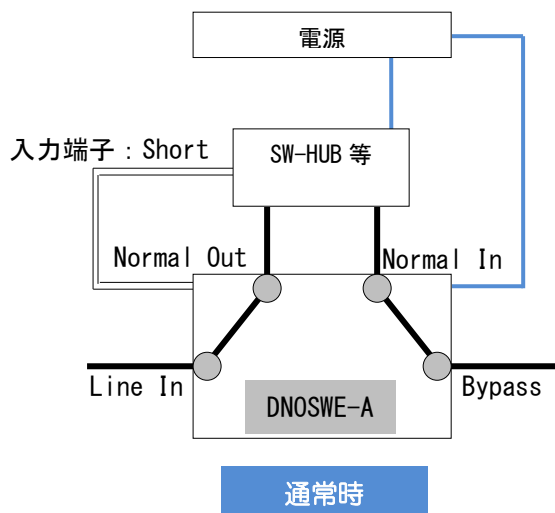 電源
入力端子：Short
SW-HUB 等
Normal Out
Normal In
Line In
Bypass
DNOSWE-A
通常時